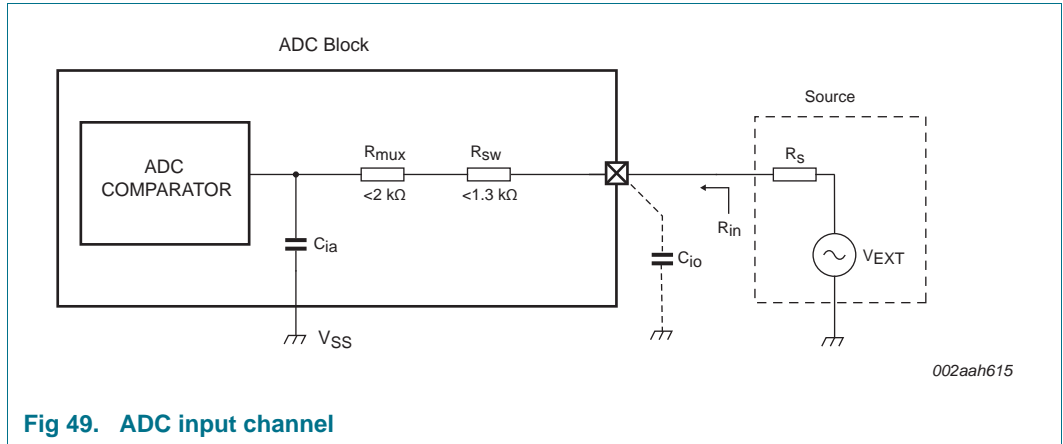 ADC Block
Source
ADC
COMPARATOR
Rmux
<2 kΩ
Rsw
<1.3 kΩ
Rs
Rin
Cia
Cio
VEXT
VSS
002aah615
Fig 49. ADC input channel